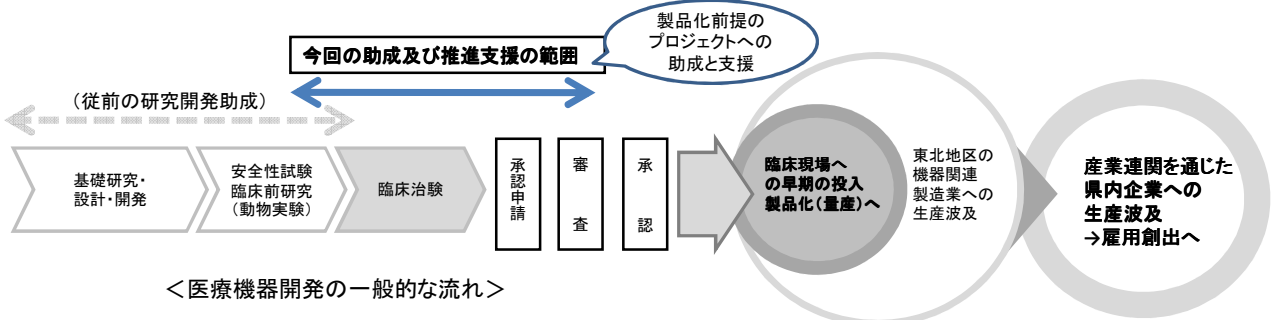 製品化前提の
プロジェクトへの
助成と支援
今回の助成及び推進支援の範囲
（従前の研究開発助成）
基礎研究・
設計・開発
安全性試験
臨床前研究
（動物実験）
臨床治験
承認申請
審査
承認
臨床現場へ
の早期の投入
製品化（量産）へ
東北地区の
機器関連
製造業への
生産波及
産業連関を通じた
県内企業への
生産波及
→雇用創出へ
＜医療機器開発の一般的な流れ＞